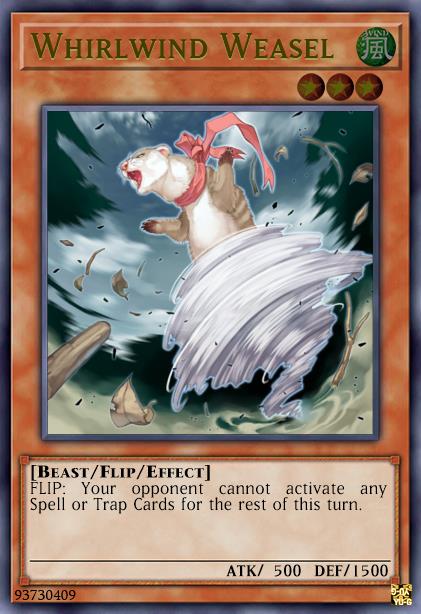 Whirlwind Weasel
WIND
風
[Beast/Flip/Effect]
FLIP: Your opponent cannot activate any
Spell or Trap Cards for the rest of this turn.
ATK/ 500 DEF/1500
93730409